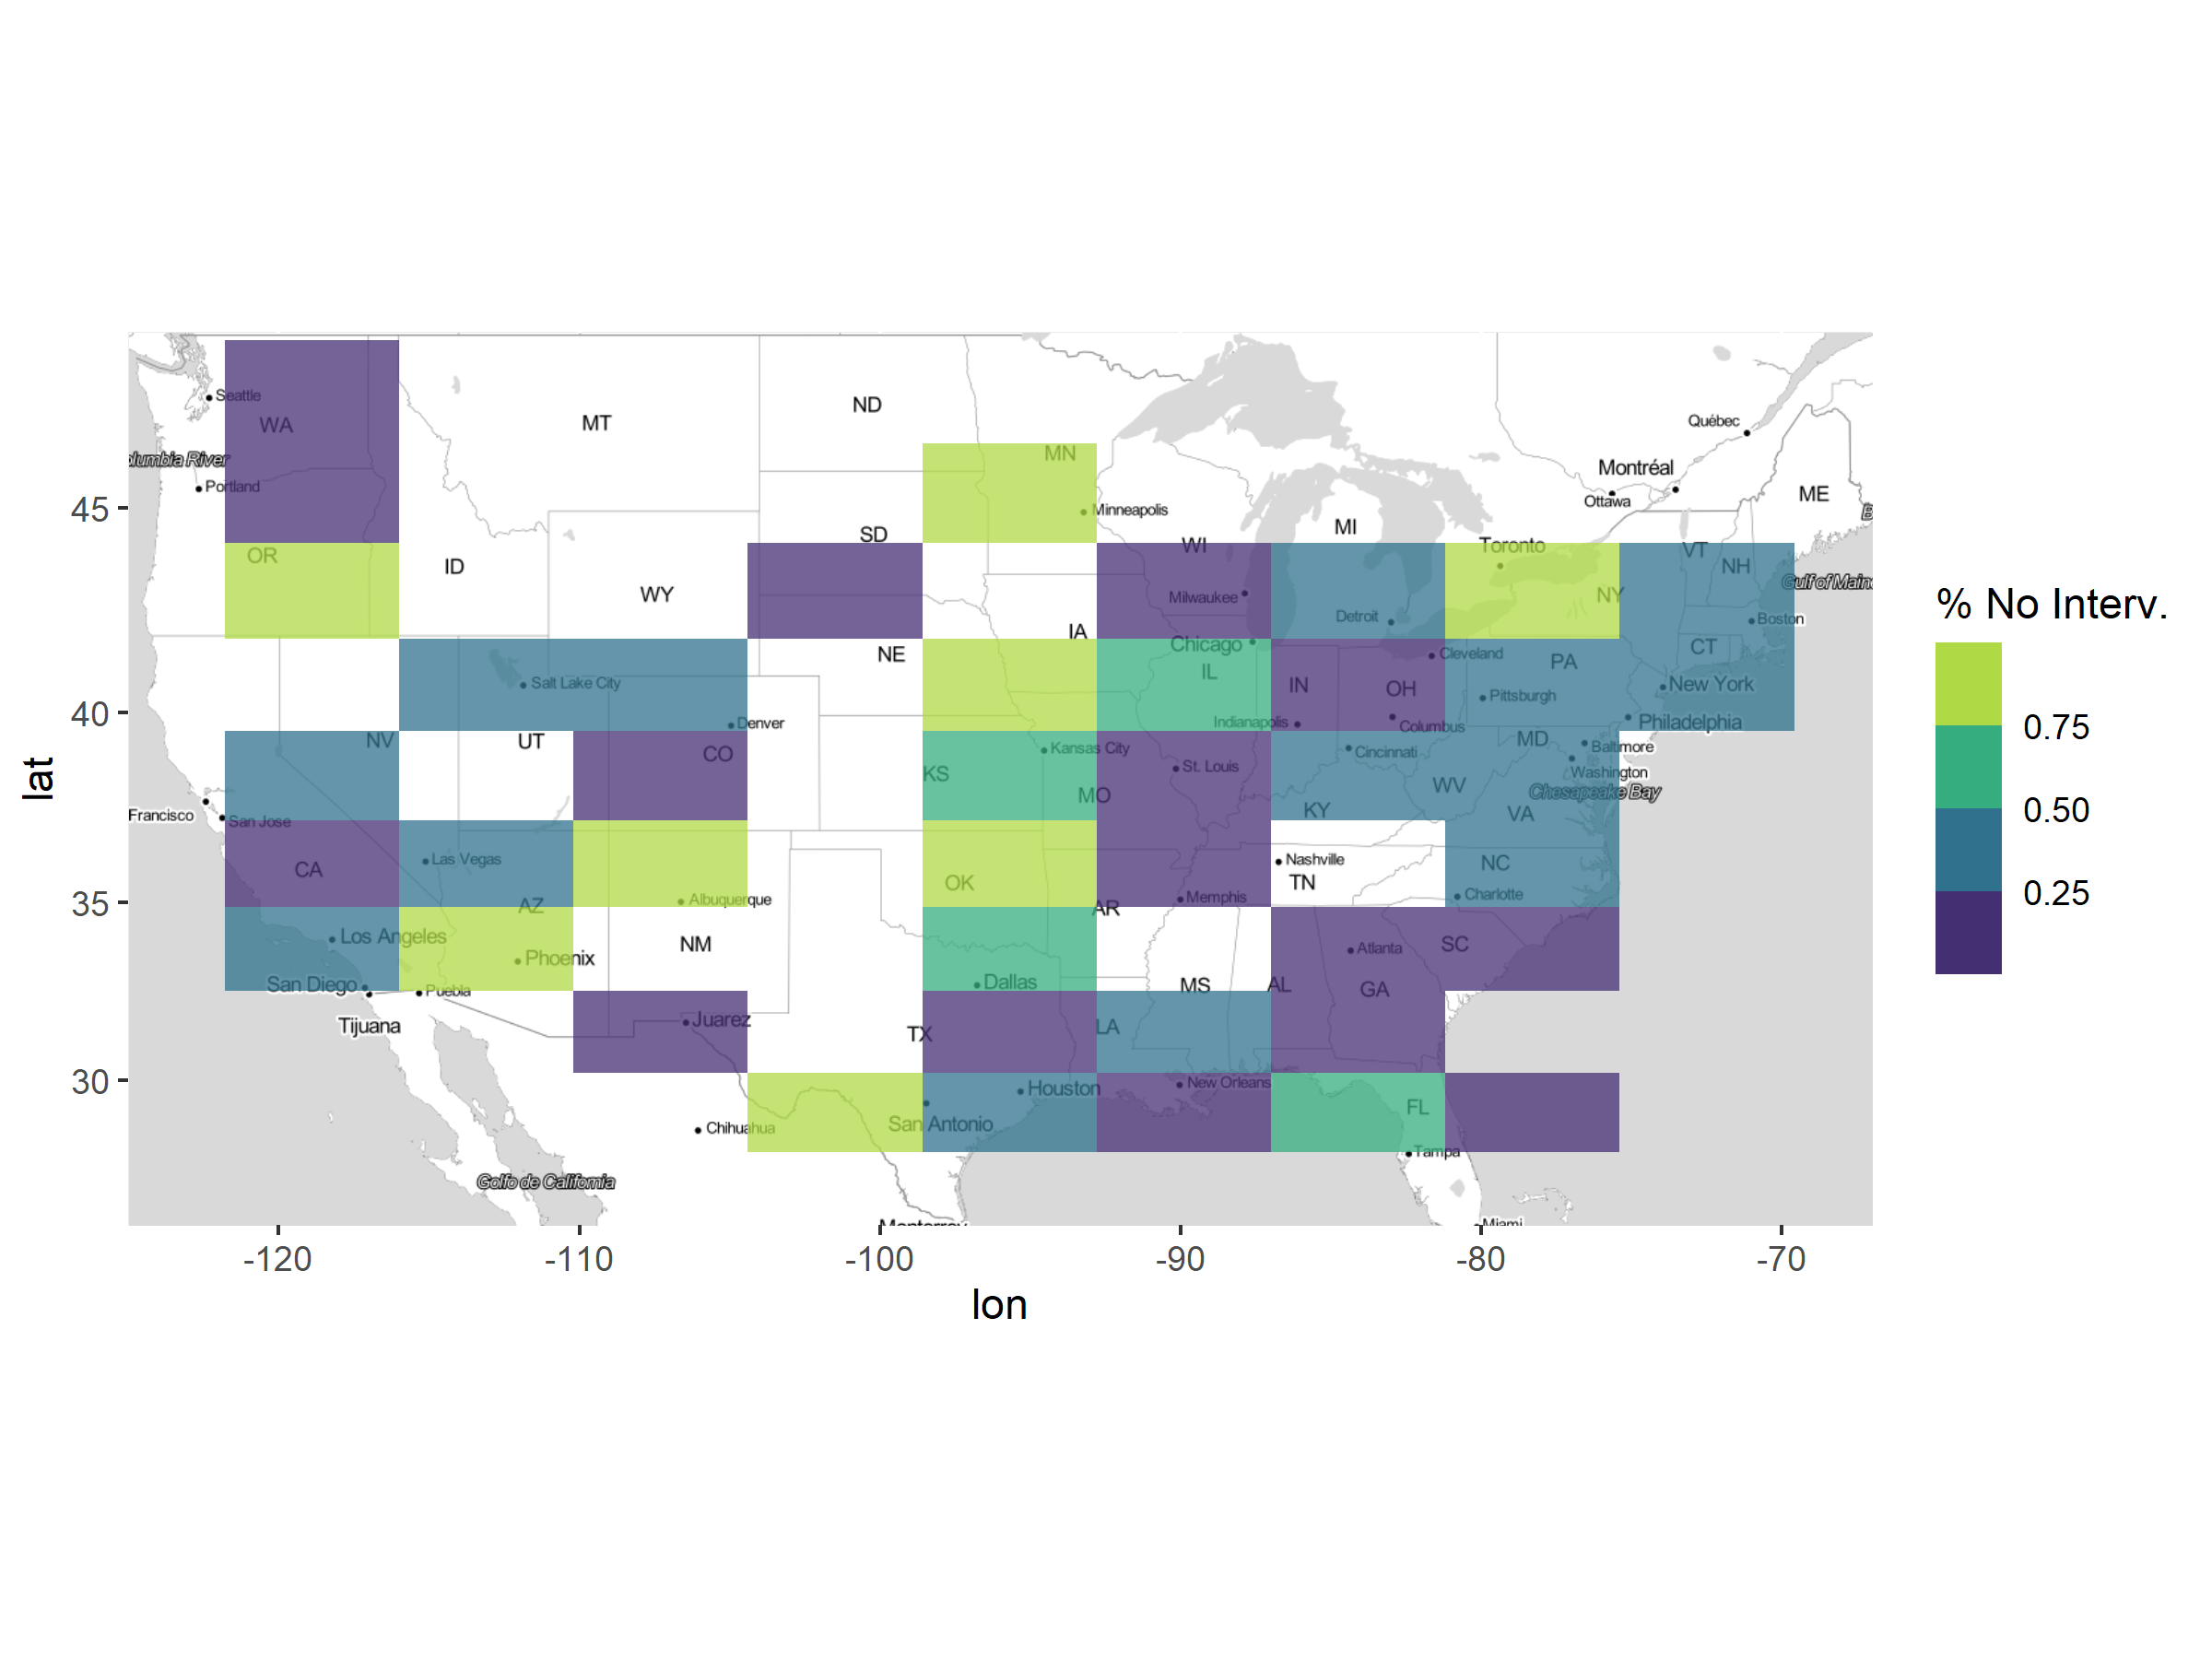 Seattle
WA
MT
ND
MN
Québec
Montréal
Ottawa
ME
Portland
Minneapolis
SD
MI
WI
Toronto
VT
NH
OR
ID
WY
Milwaukee
Detroit
NY
Boston
IA
NE
Chicago
IL
Cleveland
PA
CT
Salt Lake City
IN
OH
Pittsburgh
New York
Denver
Indianapolis
Columbus
Philadelphia
NV
UT
CO
Kansas City
Cincinnati
MD
Baltimore
Washington
KS
St. Louis
MO
WV
Chesapeake Bay
KY
VA
Francisco
San Jose
CA
Las Vegas
Nashville
NC
OK
TN
AZ
Albuquerque
AR
Memphis
Charlotte
Los Angeles
NM
Atlanta
SC
Phoenix
San Diego
Puebla
Dallas
MS
AL
GA
Tijuana
Juarez
TX
LA
Houston
New Orleans
San Antonio
FL
Chihuahua
Tampa
Golfo de California
Monterrey
Miami
45
40
35
30
lat
-120
-110
-100
-90
-80
-70
lon
% No Interv.
0.75
0.50
0.25